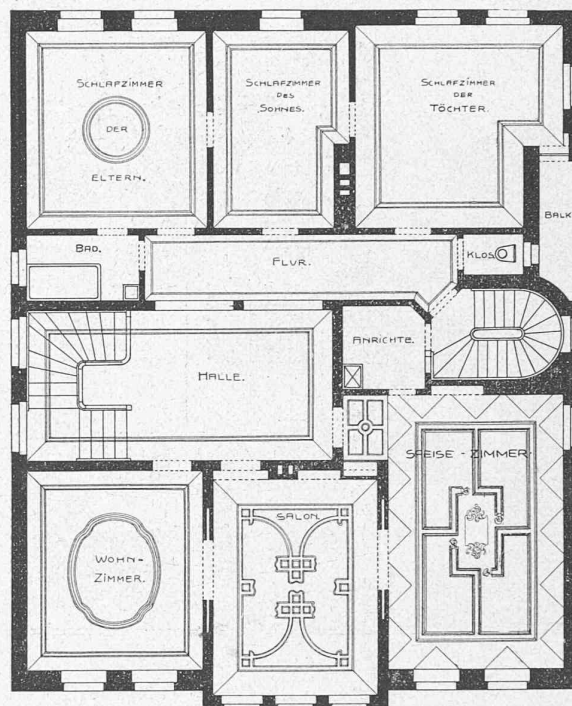 SCHLAFZIMMER
DER
ELTERN.
SCHLAFZIMMER
DES
SOHNES.
SCHLAFZIMMER
DER
TÖCHTER.
BALK
BAD.
FLUR.
KLOS.
HALLE.
ANRICHTE.
WOHN-
ZIMMER.
SALON.
SPEISE-ZIMMER.